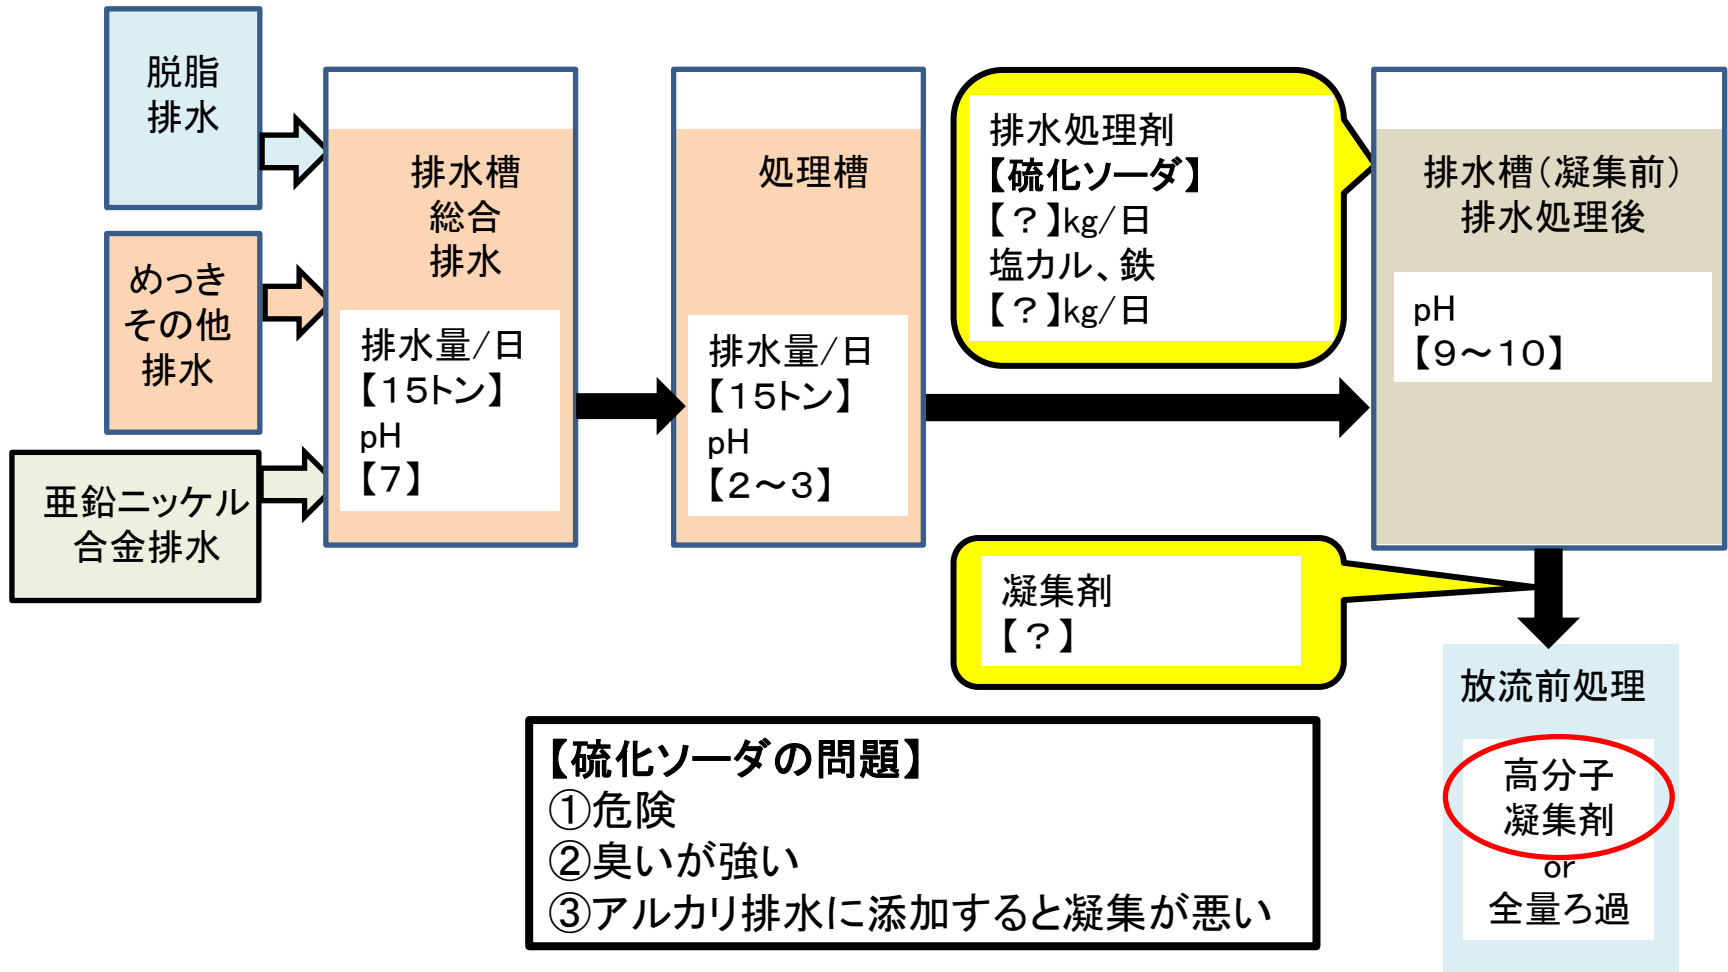 脱脂
排水
めっき
その他
排水
亜鉛ニッケル
合金排水
排水槽
総合
排水
排水量/日
【15トン】
pH
【7】
処理槽
排水量/日
【15トン】
pH
【2～3】
排水処理剤
【硫化ソーダ】
【？】kg/日
塩カル、鉄
【？】kg/日
排水槽（凝集前）
排水処理後
pH
【9～10】
凝集剤
【？】
放流前処理
高分子
凝集剤
or
全量ろ過
【硫化ソーダの問題】
①危険
②臭いが強い
③アルカリ排水に添加すると凝集が悪い